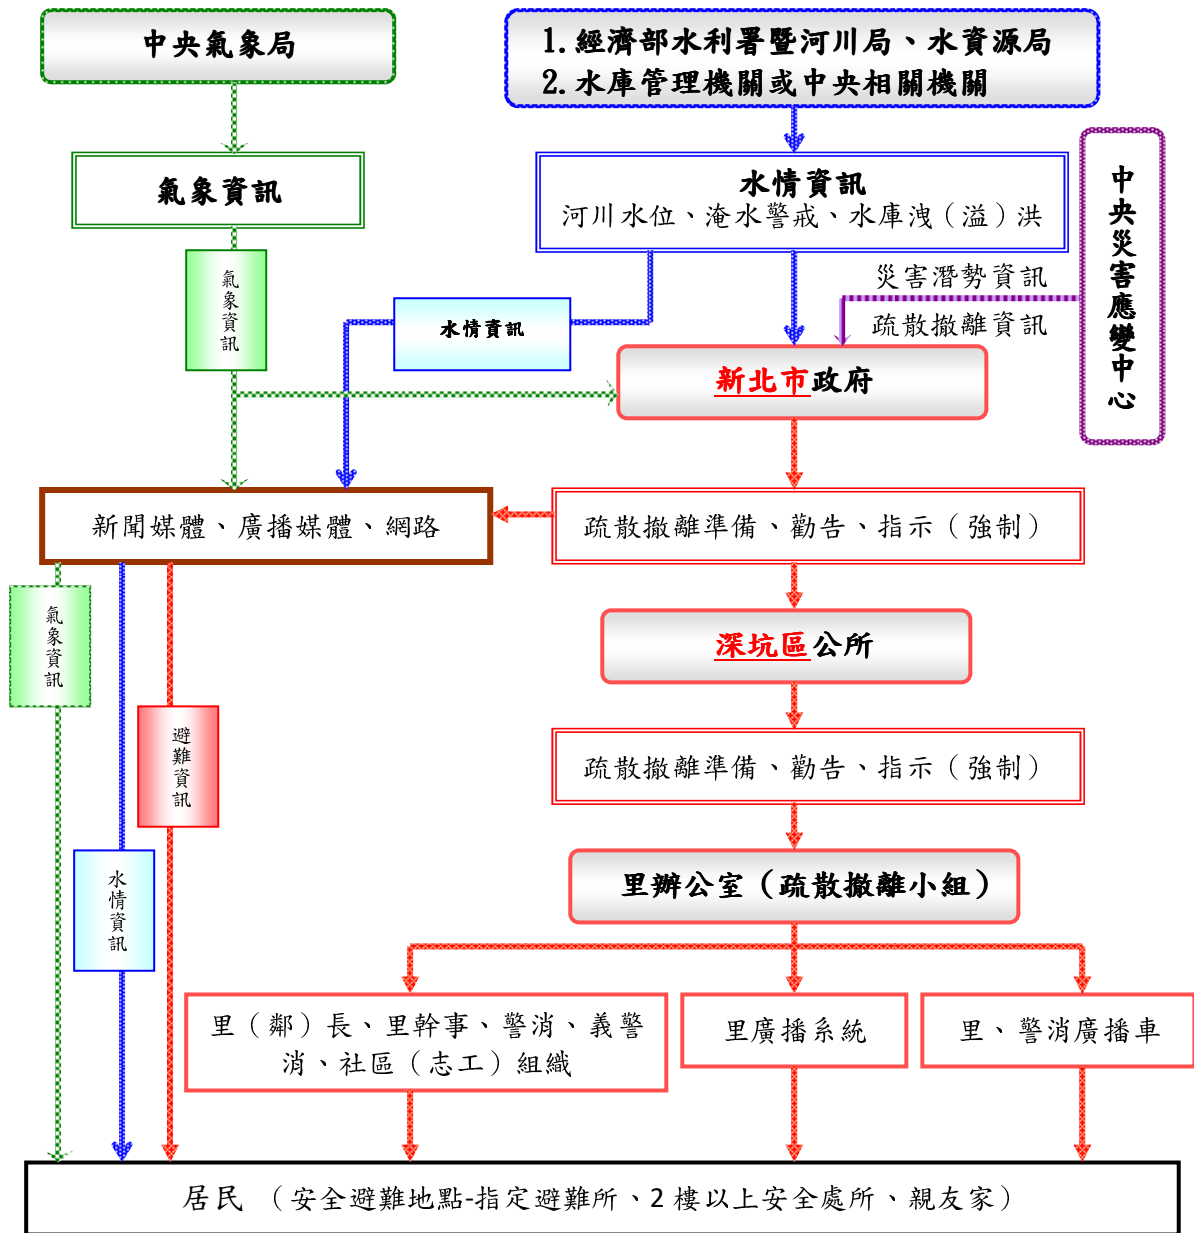 中央氣象局
1. 經濟部水利署暨河川局、水資源局
2. 水庫管理機關或中央相關機關
氣象資訊
水情資訊
河川水位、淹水警戒、水庫洩（溢）洪
中央災害應變中心
氣象資訊
水情資訊
災害潛勢資訊
疏散撤離資訊
新北市政府
新聞媒體、廣播媒體、網路
疏散撤離準備、勸告、指示（強制）
氣象資訊
深坑區公所
避難資訊
疏散撤離準備、勸告、指示（強制）
水情資訊
里辦公室（疏散撤離小組）
里（鄰）長、里幹事、警消、義警
消、社區（志工）組織
里廣播系統
里、警消廣播車
居民 （安全避難地點-指定避難所、2 樓以上安全處所、親友家）